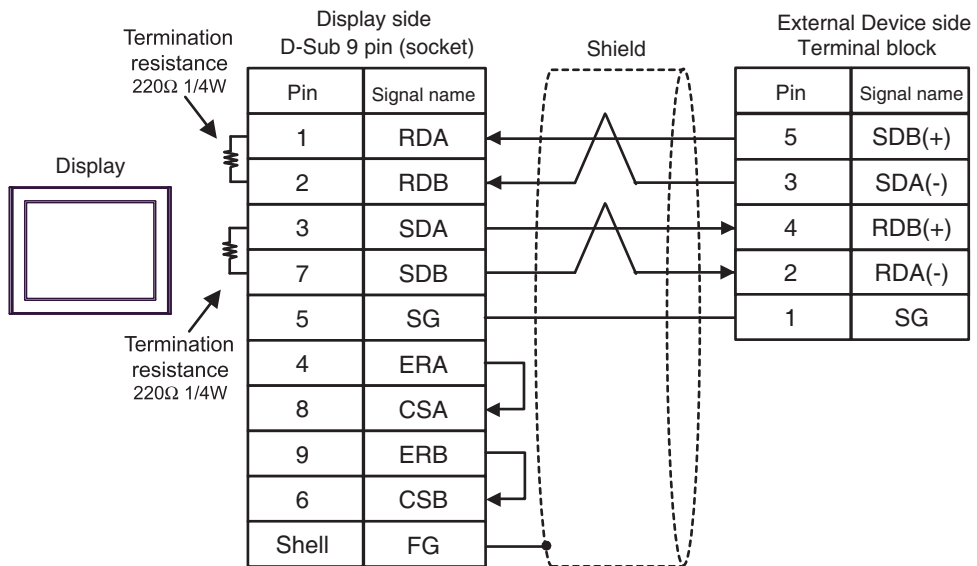 Display side
D-Sub 9 pin (socket)
External Device side
Terminal block
Shield
Termination
resistance
220Ω 1/4W
Display
Termination
resistance
220Ω 1/4W
Pin Signal name
1 RDA
2 RDB
3 SDA
7 SDB
5 SG
4 ERA
8 CSA
9 ERB
6 CSB
Shell FG
Pin Signal name
5 SDB(+)
3 SDA(-)
4 RDB(+)
2 RDA(-)
1 SG